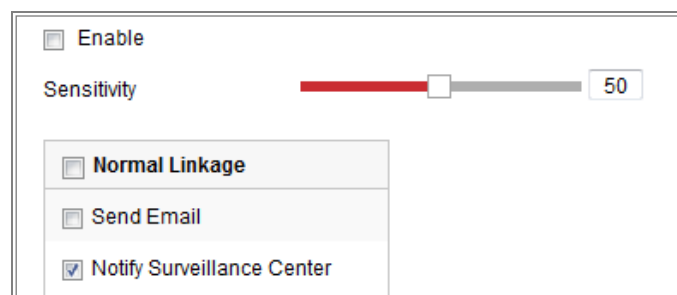 Enable
Sensitivity 50
Normal Linkage
Send Email
Notify Surveillance Center